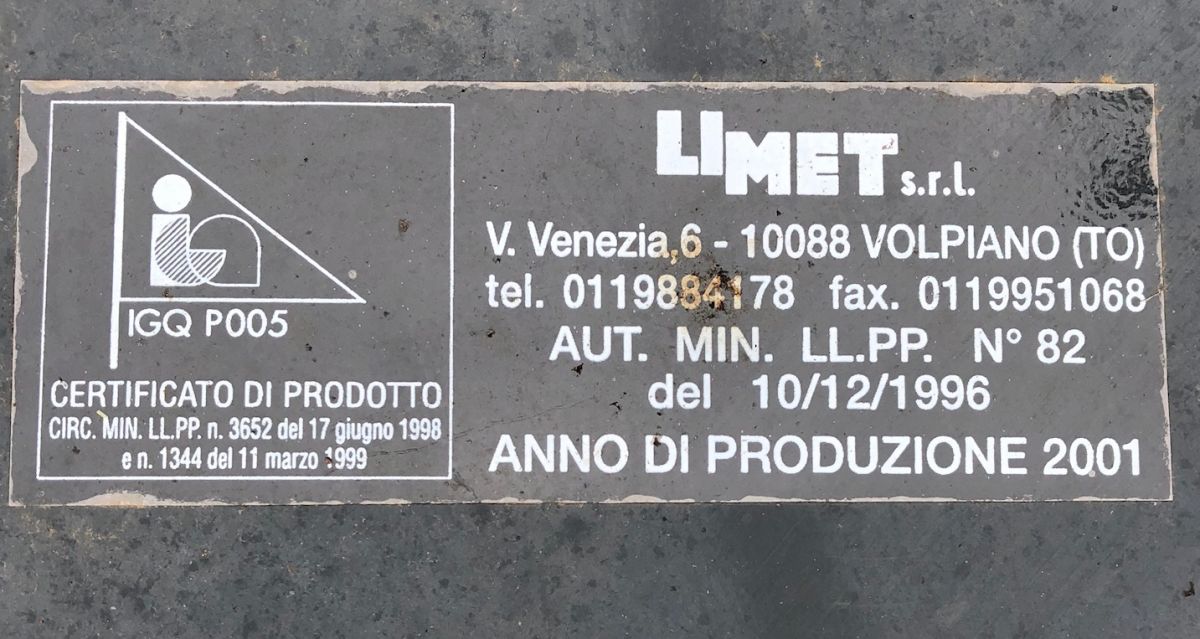 IGQ P005
CERTIFICATO DI PRODOTTO
CIRC. MIN. LL.PP. n. 3652 del 17 giugno 1998
e n. 1344 del 11 marzo 1999
LIMET s.r.l.
V. Venezia,6 - 10088 VOLPIANO (TO)
tel. 0119884178 fax. 0119951068
AUT. MIN. LL.PP. N° 82
del 10/12/1996
ANNO DI PRODUZIONE 2001